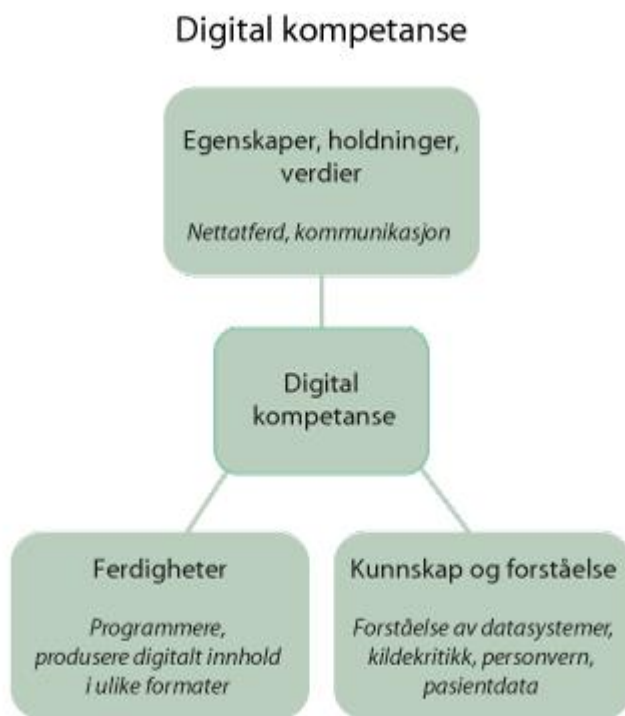 Digital kompetanse
Egenskaper, holdninger,
verdier
Nettatferd, kommunikasjon
Digital
kompetanse
Ferdigheter
Programmere,
produsere digitalt innhold
i ulike formater
Kunnskap og forståelse
Forståelse av datasystemer,
kildekritikk, personvern,
pasientdata